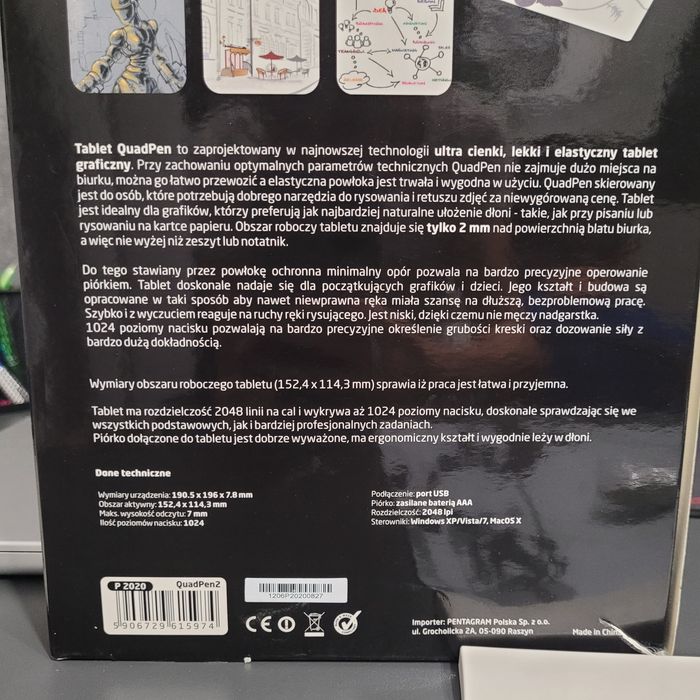 Tablet QuadPen to zaprojektowany w najnowszej technologii ultra cienki, lekki i elastyczny tablet
graficzny. Przy zachowaniu optymalnych parametrów technicznych QuadPen nie zajmuje dużo miejsca na
biurku, można go łatwo przewozić a elastyczna powłoka jest trwała i wygodna w użyciu. QuadPen skierowany
jest do osób, które potrzebują dobrego narzędzia do rysowania i retuszu zdjęć za niewygórowaną cenę. Tablet
jest idealny dla grafików, którzy preferują jak najbardziej naturalne ułożenie dłoni - takie, jak przy pisaniu lub
rysowaniu na kartce papieru. Obszar roboczy tabletu znajduje się tylko 2 mm nad powierzchnią blatu biurka,
a więc nie wyżej niż zeszyt lub notatnik.
Do tego stawiany przez powłokę ochronna minimalny opór pozwala na bardzo precyzyjne operowanie
piórkiem. Tablet doskonale nadaje się dla początkujących grafików i dzieci. Jego kształt i budowa są
opracowane w taki sposób aby nawet niewprawna ręka miała szansę na dłuższą, bezproblemową pracę.
Szybko i z wyczuciem reaguje na ruchy ręki rysującego. Jest niski, dzięki czemu nie męczy nadgarstka.
1024 poziomy nacisku pozwalają na bardzo precyzyjne określenie grubości kreski oraz dozowanie siły z
bardzo dużą dokładnością.
Wymiary obszaru roboczego tabletu (152,4 x 114,3 mm) sprawia iż praca jest łatwa i przyjemna.
Tablet ma rozdzielczość 2048 linii na cal i wykrywa aż 1024 poziomy nacisku, doskonale sprawdzając się we
wszystkich podstawowych, jak i bardziej profesjonalnych zadaniach.
Piórko dołączone do tabletu jest dobrze wyważone, ma ergonomiczny kształt i wygodnie leży w dłoni.
Dane techniczne
Wymiary urządzenia: 190.5 x 196 x 7.8 mm
Obszar aktywny: 152,4 x 114,3 mm
Maks. wysokość odczytu: 7 mm
Ilość poziomów nacisku: 1024
Podłączenie: port USB
Piórko: zasilane baterią AAA
Rozdzielczość: 2048 lpi
Sterowniki: Windows XP/Vista/7, MacOS X
P 2020 QuadPen2
5 906729 615974
1206P20200827
CE
Importer: PENTAGRAM Polska Sp. z o.o.
ul. Grocholicka 2A, 05-090 Raszyn
Made in China